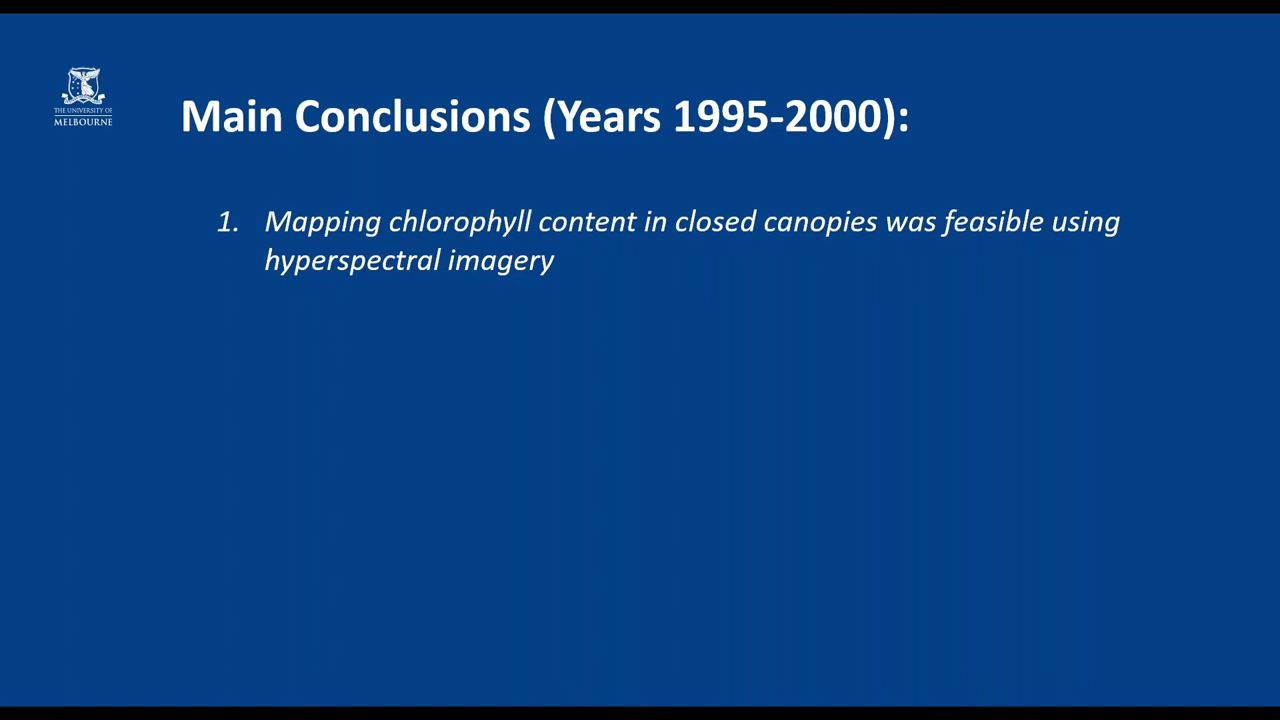 THE UNIVERSITY OF
MELBOURNE
Main Conclusions (Years 1995-2000):
1. Mapping chlorophyll content in closed canopies was feasible using
hyperspectral imagery